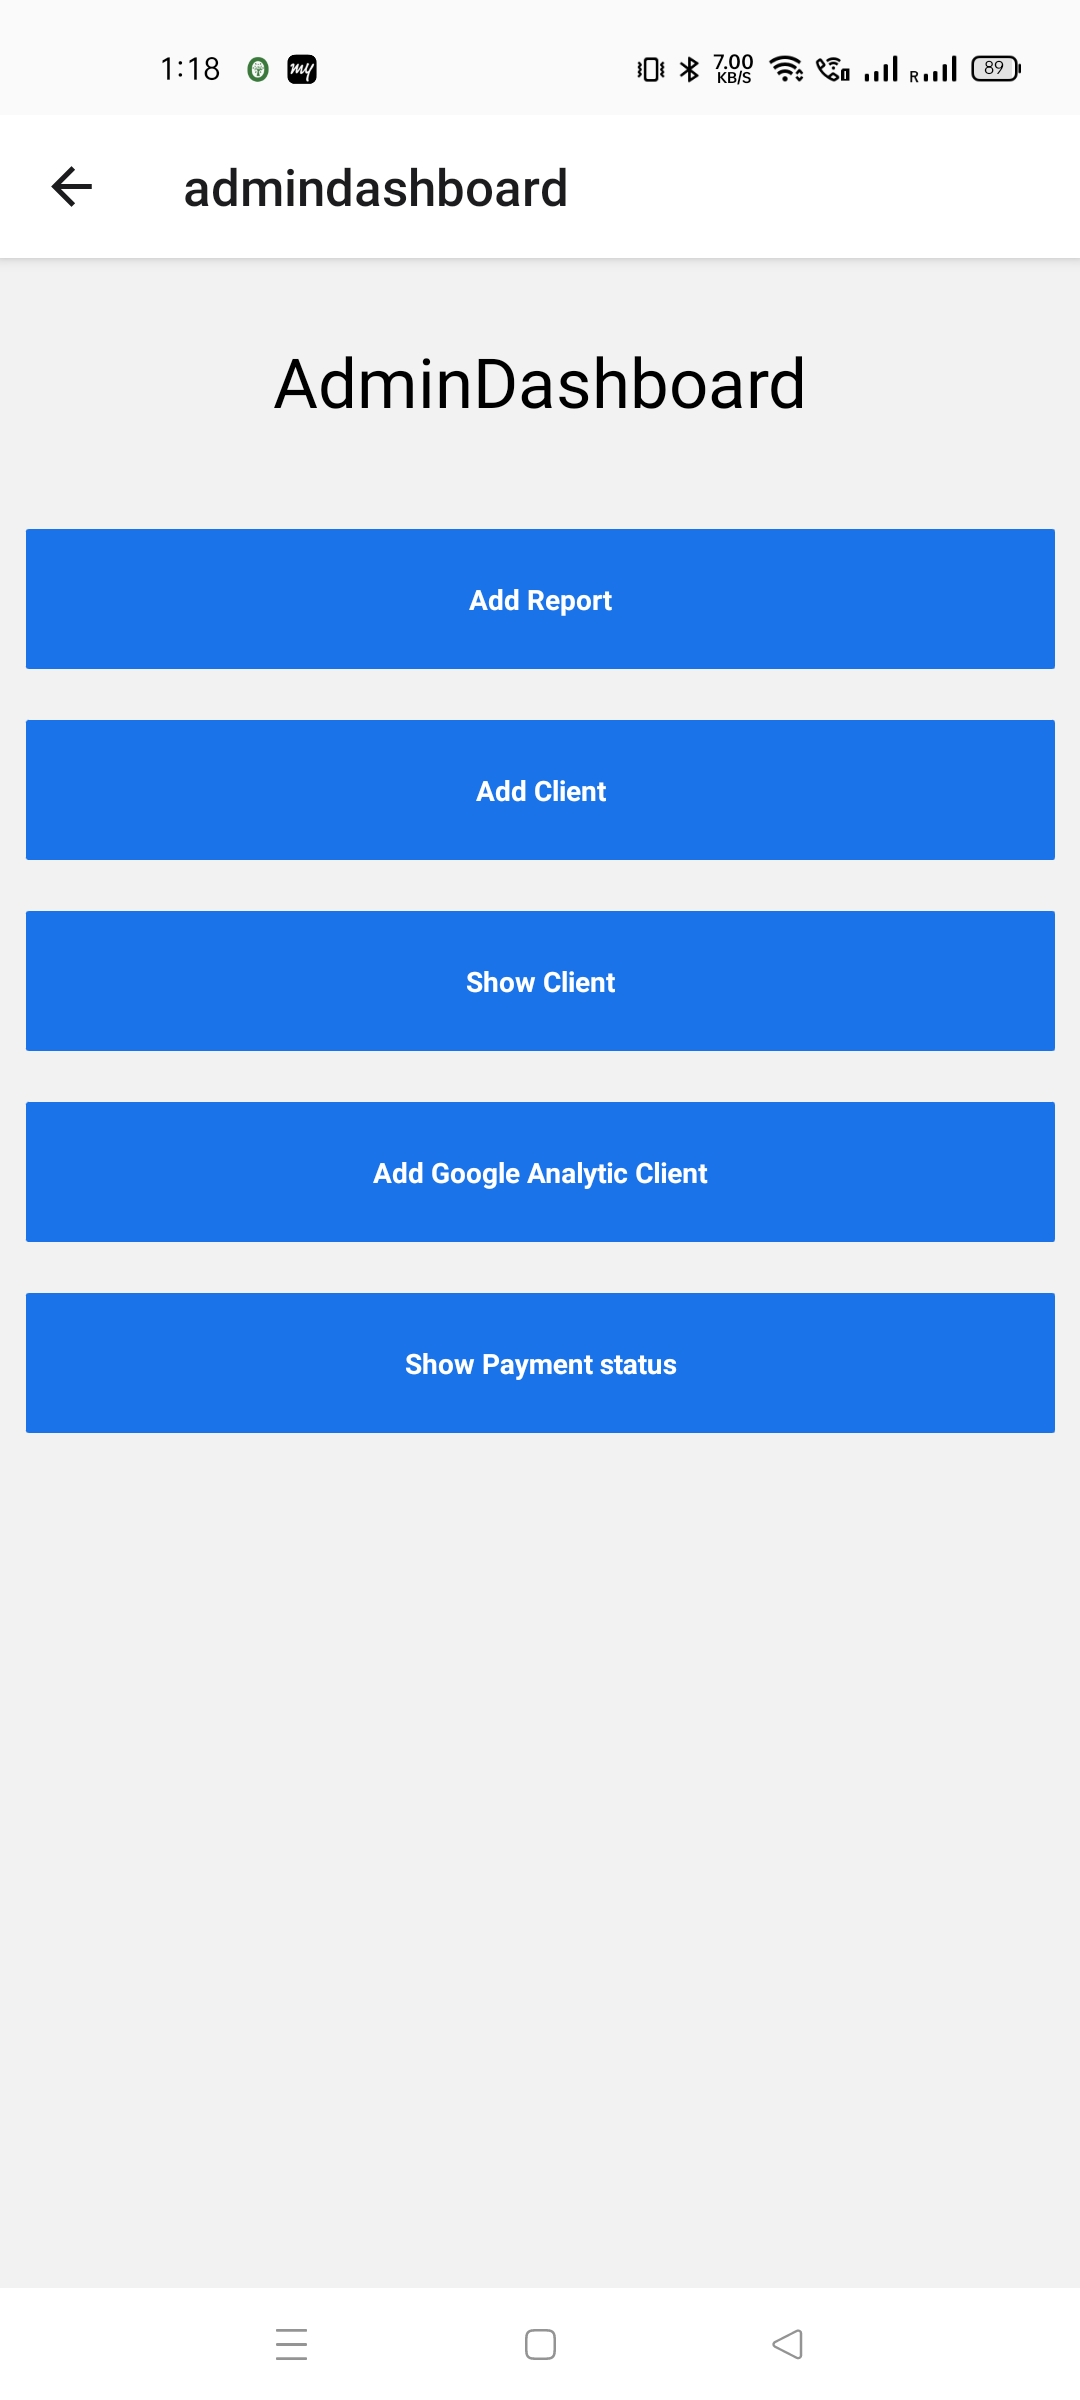 1:18 my 7.00 KB/S R 89
admindashboard
AdminDashboard
Add Report
Add Client
Show Client
Add Google Analytic Client
Show Payment status